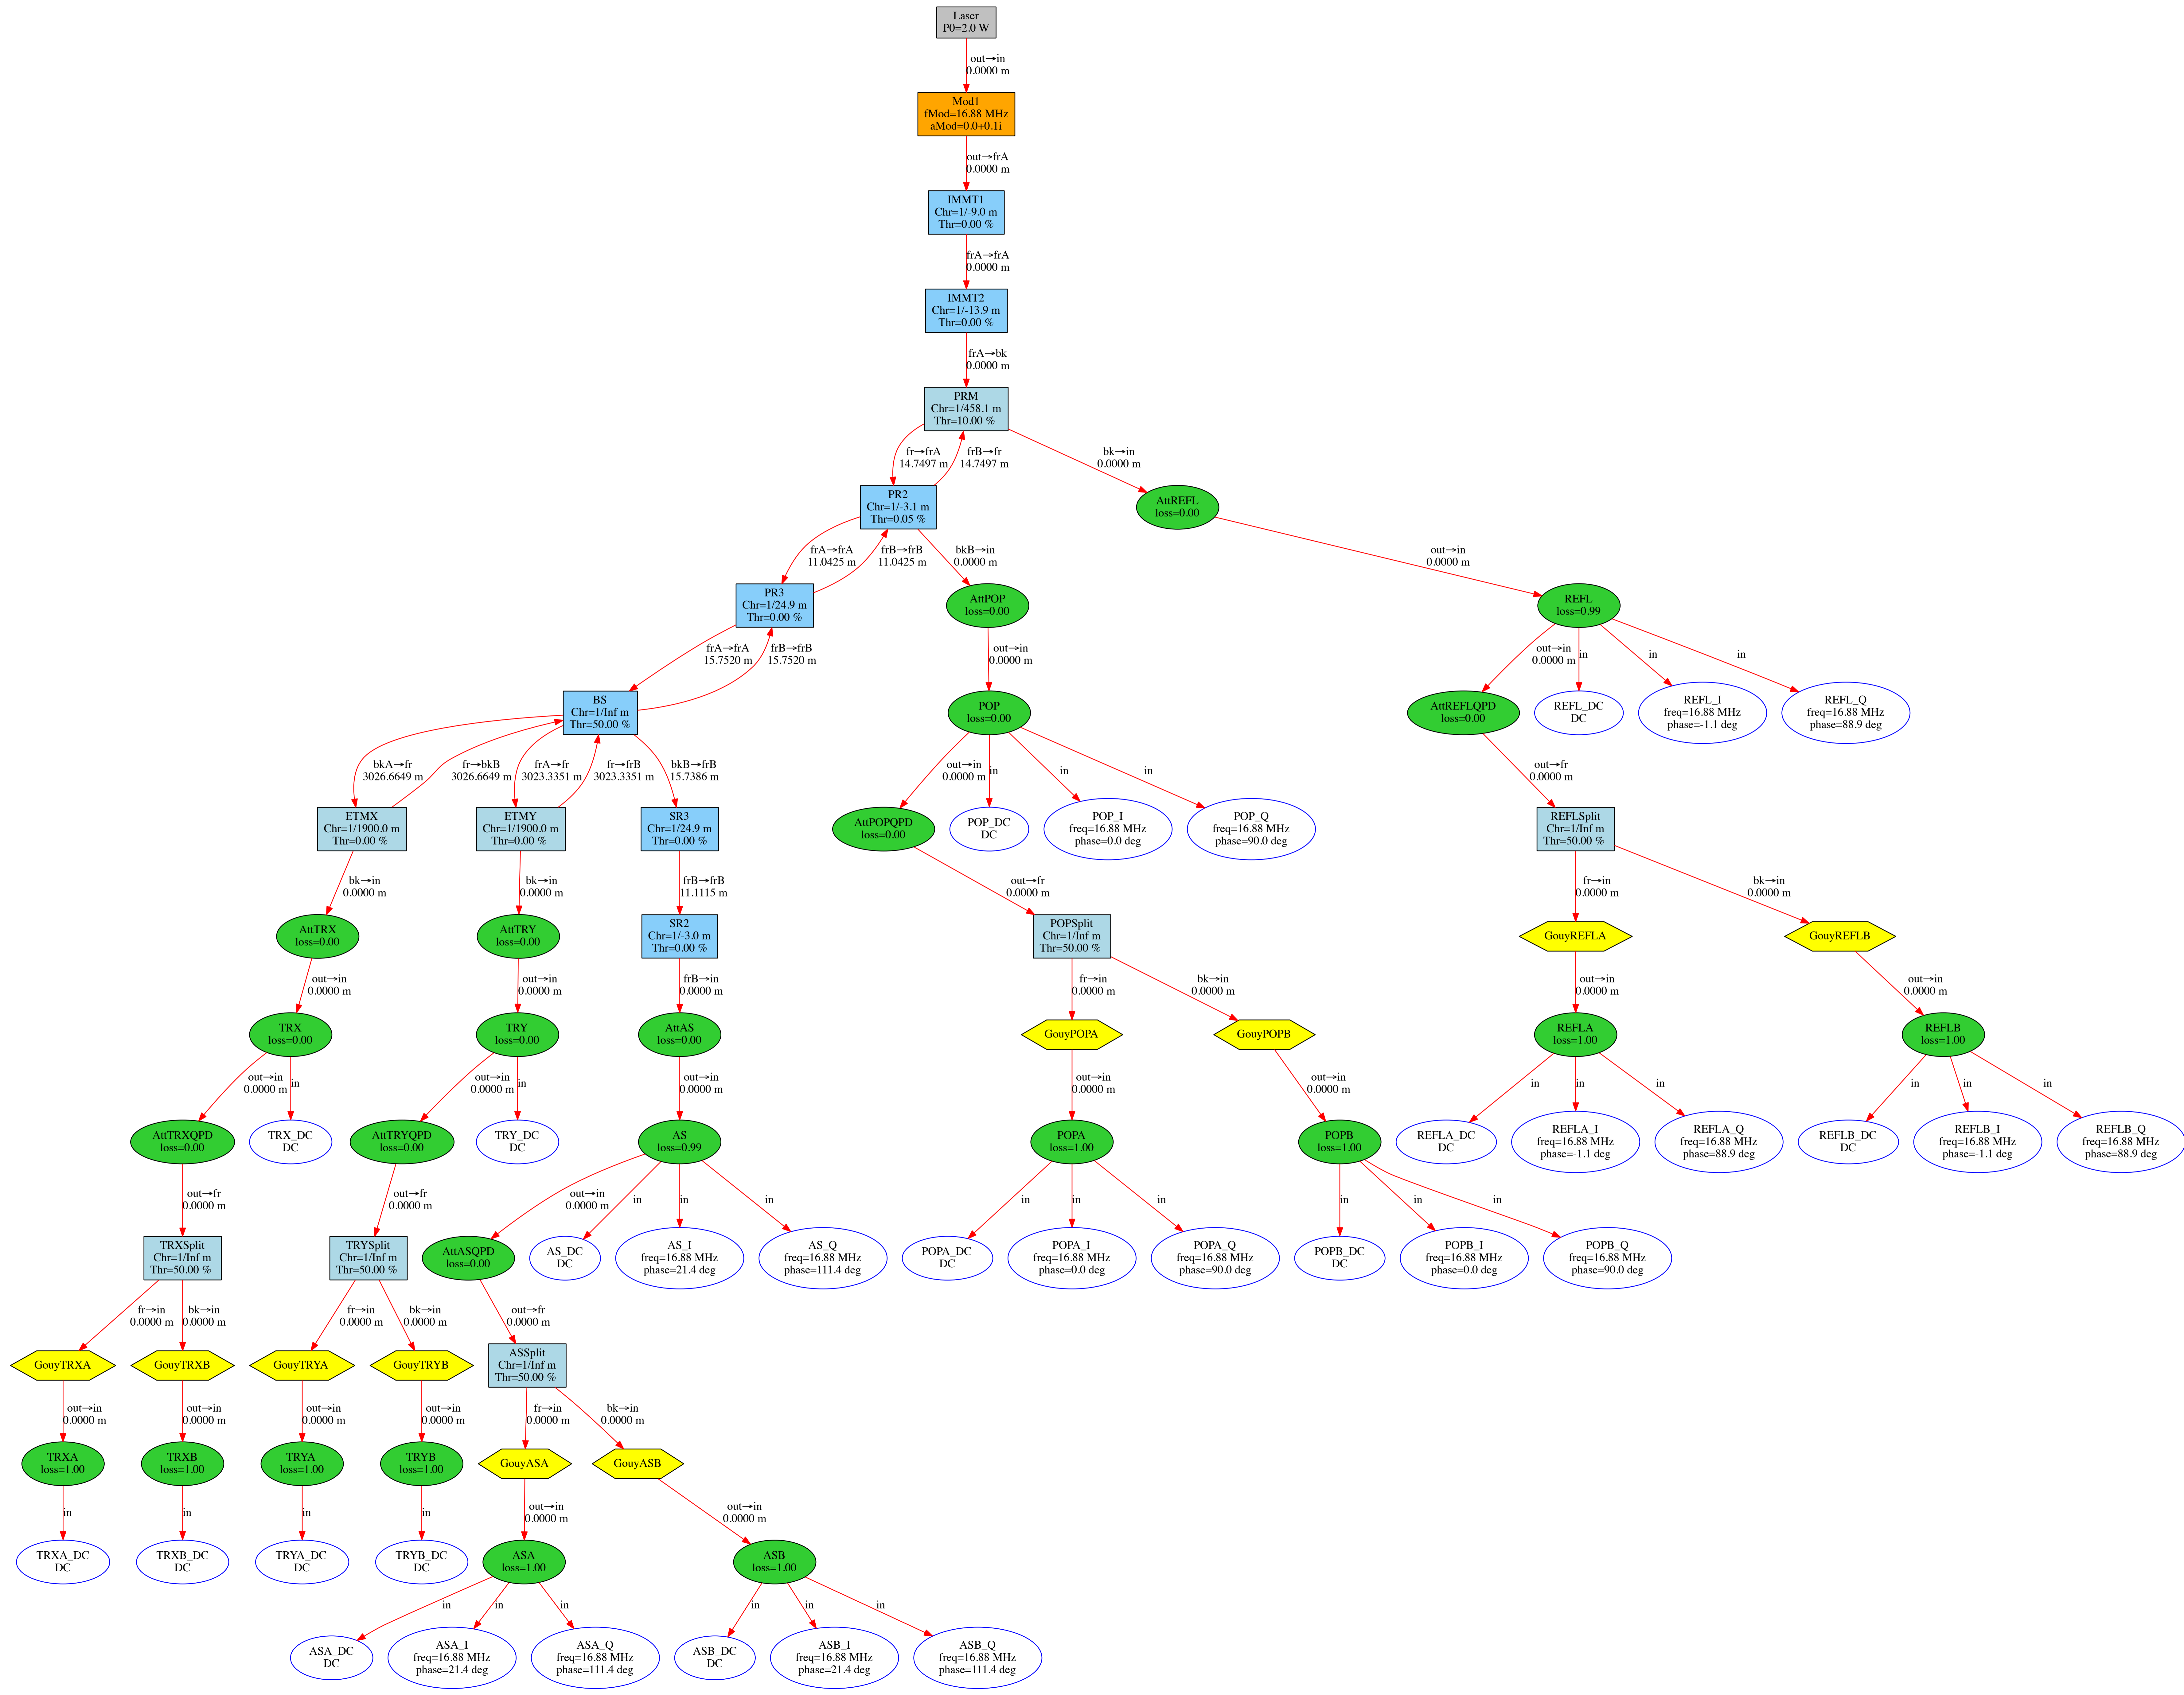 Laser
P0=2.0 W
out→in
0.0000 m
Mod1
fMod=16.88 MHz
aMod=0.0+0.1i
out→frA
0.0000 m
IMMT1
Chr=1/-9.0 m
Thr=0.00 %
frA→frA
0.0000 m
IMMT2
Chr=1/-13.9 m
Thr=0.00 %
frA→bk
0.0000 m
PRM
Chr=1/458.1 m
Thr=10.00 %
fr→frA
14.7497 m
frB→fr
14.7497 m
bk→in
0.0000 m
PR2
Chr=1/-3.1 m
Thr=0.05 %
AttREFL
loss=0.00
frA→frA
11.0425 m
frB→frB
11.0425 m
bkB→in
0.0000 m
out→in
0.0000 m
PR3
Chr=1/24.9 m
Thr=0.00 %
AttPOP
loss=0.00
REFL
loss=0.99
frA→frA
15.7520 m
frB→frB
15.7520 m
out→in
0.0000 m
out→in
0.0000 m
in
in
in
BS
Chr=1/Inf m
Thr=50.00 %
POP
loss=0.00
AttREFLQPD
loss=0.00
REFL_DC
DC
REFL_I
freq=16.88 MHz
phase=-1.1 deg
REFL_Q
freq=16.88 MHz
phase=88.9 deg
bkA→fr
3026.6649 m
fr→bkB
3026.6649 m
frA→fr
3023.3351 m
fr→frB
3023.3351 m
bkB→frB
15.7386 m
out→in
0.0000 m
in
in
in
out→fr
0.0000 m
ETMX
Chr=1/1900.0 m
Thr=0.00 %
ETMY
Chr=1/1900.0 m
Thr=0.00 %
SR3
Chr=1/24.9 m
Thr=0.00 %
AttPOPQPD
loss=0.00
POP_DC
DC
POP_I
freq=16.88 MHz
phase=0.0 deg
POP_Q
freq=16.88 MHz
phase=90.0 deg
REFLSplit
Chr=1/Inf m
Thr=50.00 %
bk→in
0.0000 m
bk→in
0.0000 m
frB→frB
11.1115 m
out→fr
0.0000 m
fr→in
0.0000 m
bk→in
0.0000 m
AttTRX
loss=0.00
AttTRY
loss=0.00
SR2
Chr=1/-3.0 m
Thr=0.00 %
POPSplit
Chr=1/Inf m
Thr=50.00 %
GouyREFLA
GouyREFLB
out→in
0.0000 m
out→in
0.0000 m
frB→in
0.0000 m
fr→in
0.0000 m
bk→in
0.0000 m
out→in
0.0000 m
out→in
0.0000 m
TRX
loss=0.00
TRY
loss=0.00
AttAS
loss=0.00
GouyPOPA
GouyPOPB
REFLA
loss=1.00
REFLB
loss=1.00
out→in
0.0000 m
in
out→in
0.0000 m
in
out→in
0.0000 m
out→in
0.0000 m
out→in
0.0000 m
in
in
in
in
in
in
AttTRXQPD
loss=0.00
TRX_DC
DC
AttTRYQPD
loss=0.00
TRY_DC
DC
AS
loss=0.99
POPA
loss=1.00
POPB
loss=1.00
REFLA_DC
DC
REFLA_I
freq=16.88 MHz
phase=-1.1 deg
REFLA_Q
freq=16.88 MHz
phase=88.9 deg
REFLB_DC
DC
REFLB_I
freq=16.88 MHz
phase=-1.1 deg
REFLB_Q
freq=16.88 MHz
phase=88.9 deg
out→fr
0.0000 m
out→fr
0.0000 m
out→in
0.0000 m
in
in
in
in
in
in
in
in
in
TRXSplit
Chr=1/Inf m
Thr=50.00 %
TRYSplit
Chr=1/Inf m
Thr=50.00 %
AttASQPD
loss=0.00
AS_DC
DC
AS_I
freq=16.88 MHz
phase=21.4 deg
AS_Q
freq=16.88 MHz
phase=111.4 deg
POPA_DC
DC
POPA_I
freq=16.88 MHz
phase=0.0 deg
POPA_Q
freq=16.88 MHz
phase=90.0 deg
POPB_DC
DC
POPB_I
freq=16.88 MHz
phase=0.0 deg
POPB_Q
freq=16.88 MHz
phase=90.0 deg
fr→in
0.0000 m
bk→in
0.0000 m
fr→in
0.0000 m
bk→in
0.0000 m
out→fr
0.0000 m
GouyTRXA
GouyTRXB
GouyTRYA
GouyTRYB
ASSplit
Chr=1/Inf m
Thr=50.00 %
out→in
0.0000 m
out→in
0.0000 m
out→in
0.0000 m
out→in
0.0000 m
fr→in
0.0000 m
bk→in
0.0000 m
TRXA
loss=1.00
TRXB
loss=1.00
TRYA
loss=1.00
TRYB
loss=1.00
GouyASA
GouyASB
in
in
in
in
out→in
0.0000 m
out→in
0.0000 m
TRXA_DC
DC
TRXB_DC
DC
TRYA_DC
DC
TRYB_DC
DC
ASA
loss=1.00
ASB
loss=1.00
in
in
in
in
in
in
ASA_DC
DC
ASA_I
freq=16.88 MHz
phase=21.4 deg
ASA_Q
freq=16.88 MHz
phase=111.4 deg
ASB_DC
DC
ASB_I
freq=16.88 MHz
phase=21.4 deg
ASB_Q
freq=16.88 MHz
phase=111.4 deg